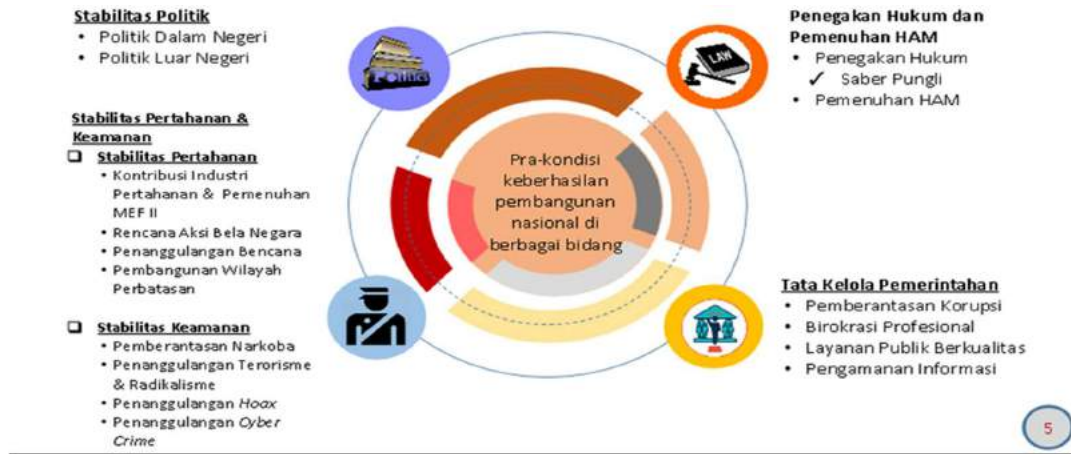 Stabilitas Politik
• Politik Dalam Negeri
• Politik Luar Negeri
Stabilitas Pertahanan &
Keamanan
❑ Stabilitas Pertahanan
• Kontribusi Industri
Pertahanan & Pemenuhan
MEF II
• Rencana Aksi Bela Negara
• Penanggulangan Bencana
• Pembangunan Wilayah
Perbatasan
❑ Stabilitas Keamanan
• Pemberantasan Narkoba
• Penanggulangan Terorisme
& Radikalisme
• Penanggulangan Hoax
• Penanggulangan Cyber
Crime
Politics
LAW
Pra-kondisi
keberhasilan
pembangunan
nasional di
berbagai bidang
Penegakan Hukum dan
Pemenuhan HAM
• Penegakan Hukum
✓ Saber Pungli
• Pemenuhan HAM
Tata Kelola Pemerintahan
• Pemberantasan Korupsi
• Birokrasi Profesional
• Layanan Publik Berkualitas
• Pengamanan Informasi
5